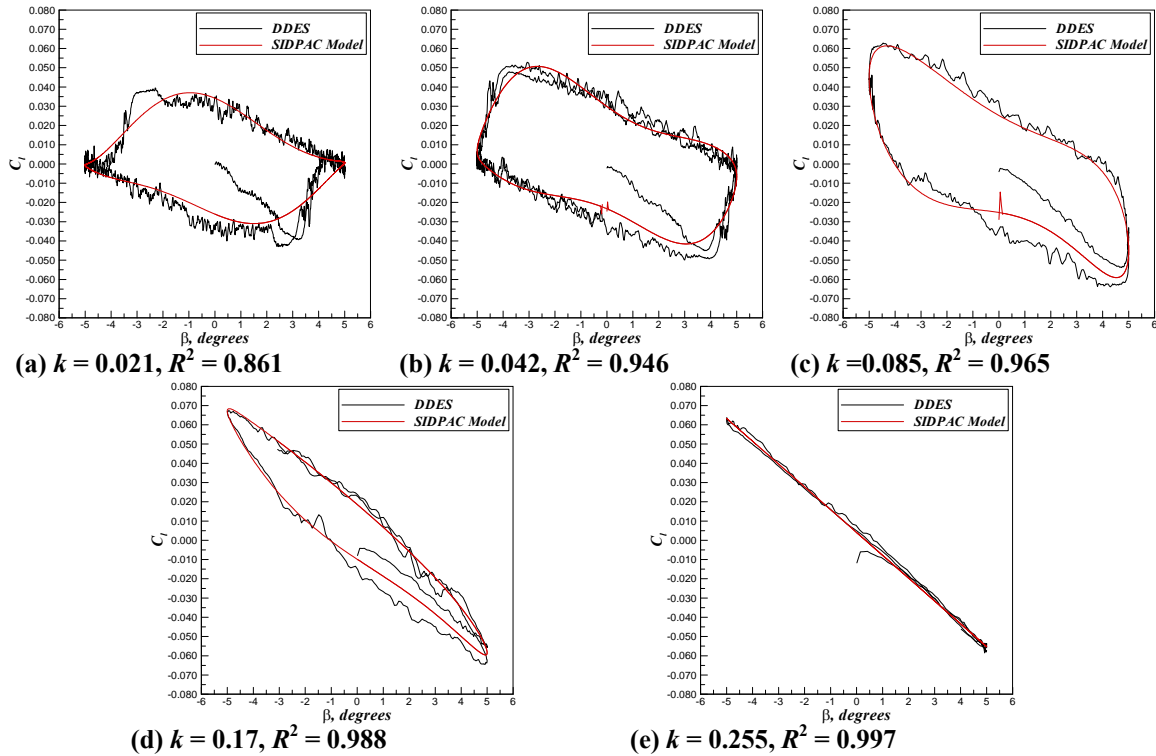 0.080
0.070
0.060
0.050
0.040
0.030
0.020
0.010
0.000
-0.010
-0.020
-0.030
-0.040
-0.050
-0.060
-0.070
-0.080
C_l
DDES
SIDPAC Model
-6 -5 -4 -3 -2 -1 0 1 2 3 4 5 6
β, degrees
(a) k = 0.021, R² = 0.861
0.080
0.070
0.060
0.050
0.040
0.030
0.020
0.010
0.000
-0.010
-0.020
-0.030
-0.040
-0.050
-0.060
-0.070
-0.080
C_l
DDES
SIDPAC Model
-6 -5 -4 -3 -2 -1 0 1 2 3 4 5 6
β, degrees
(b) k = 0.042, R² = 0.946
0.080
0.070
0.060
0.050
0.040
0.030
0.020
0.010
0.000
-0.010
-0.020
-0.030
-0.040
-0.050
-0.060
-0.070
-0.080
C_l
DDES
SIDPAC Model
-6 -5 -4 -3 -2 -1 0 1 2 3 4 5 6
β, degrees
(c) k =0.085, R² = 0.965
0.080
0.070
0.060
0.050
0.040
0.030
0.020
0.010
0.000
-0.010
-0.020
-0.030
-0.040
-0.050
-0.060
-0.070
-0.080
C_l
DDES
SIDPAC Model
-6 -5 -4 -3 -2 -1 0 1 2 3 4 5 6
β, degrees
(d) k = 0.17, R² = 0.988
0.080
0.070
0.060
0.050
0.040
0.030
0.020
0.010
0.000
-0.010
-0.020
-0.030
-0.040
-0.050
-0.060
-0.070
-0.080
C_l
DDES
SIDPAC Model
-6 -5 -4 -3 -2 -1 0 1 2 3 4 5 6
β, degrees
(e) k = 0.255, R² = 0.997